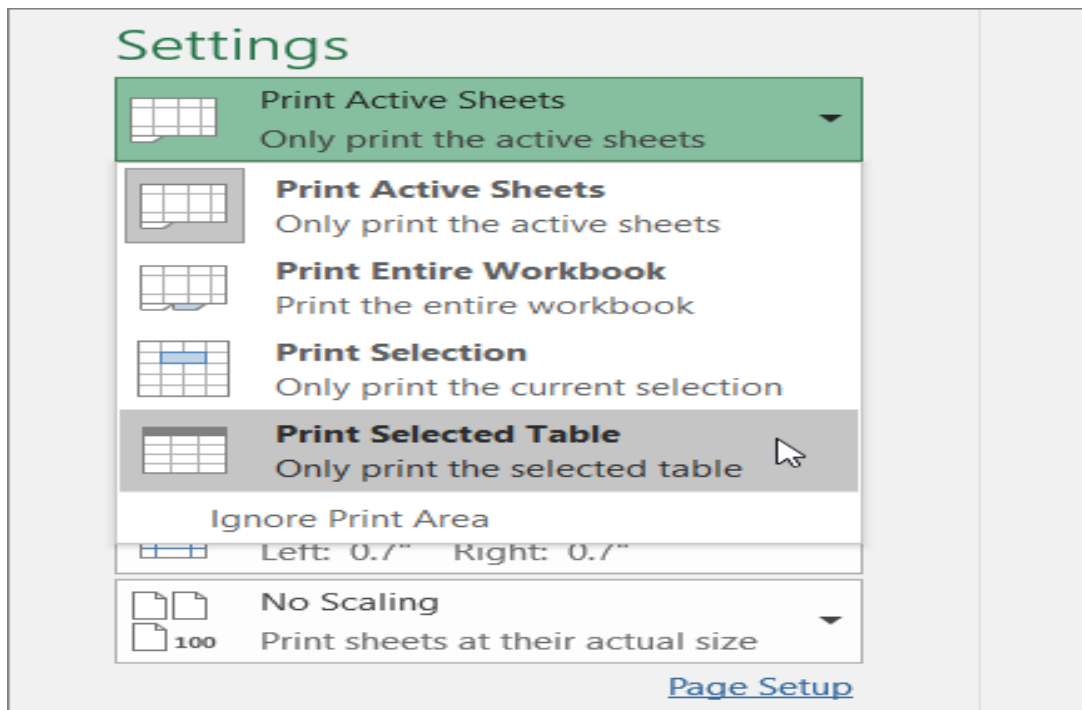 Settings
Print Active Sheets
Only print the active sheets
Print Active Sheets
Only print the active sheets
Print Entire Workbook
Print the entire workbook
Print Selection
Only print the current selection
Print Selected Table
Only print the selected table
Ignore Print Area
Left: 0.7" Right: 0.7"
No Scaling
100
Print sheets at their actual size
Page Setup